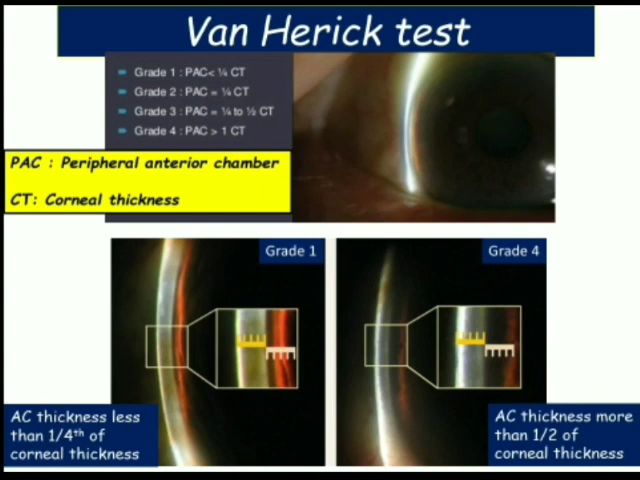 Van Herick test
Grade 1 : PAC< ¼ CT
Grade 2 : PAC = ¼ CT
Grade 3 : PAC = ¼ to ½ CT
Grade 4 : PAC > 1 CT
PAC : Peripheral anterior chamber
CT: Corneal thickness
Grade 1
Grade 4
AC thickness less
than 1/4th of
corneal thickness
AC thickness more
than 1/2 of
corneal thickness